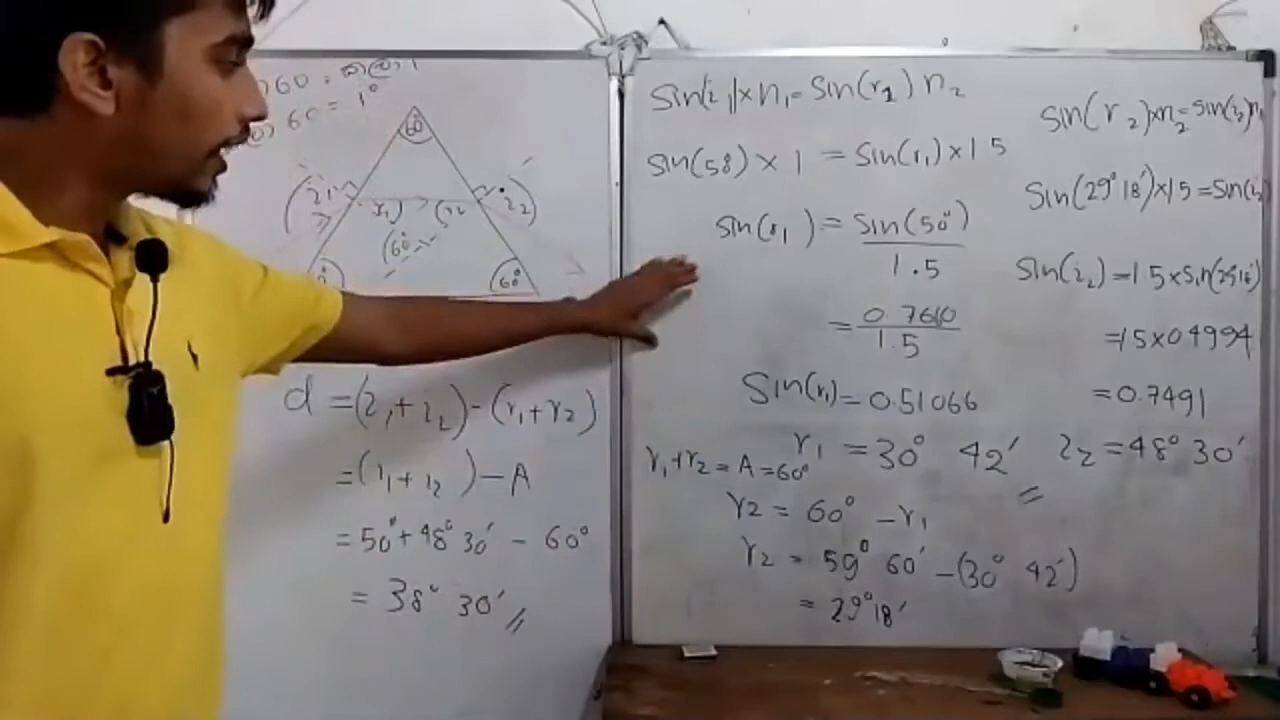 60 = 1°
60°
i₁
r₁
r₂
i₂
60°
60°
d = (i₁ + i₂) - (r₁ + r₂)
= (i₁ + i₂) - A
= 50° + 48° 30' - 60°
= 38° 30' //
sin(i₁) × n₁ = sin(r₁) n₂
sin(58) × 1 = sin(r₁) × 1 5
sin(r₁) = sin(50°)
1.5
= 0 7660
1.5
Sin(r₁) = 0.51066
r₁ = 30° 42'
r₁ + r₂ = A = 60°
r2 = 60° - r₁
r2 = 59° 60' - (30° 42')
= 29° 18'
sin(r₂) × n₂ = sin(i₂) n₁
Sin(29° 18') × 1 5 = Sin(i₂)
Sin(i₂) = 1 5 × sin(29 18')
= 1 5 × 0 4994
= 0.7491
i₂ = 48° 30'